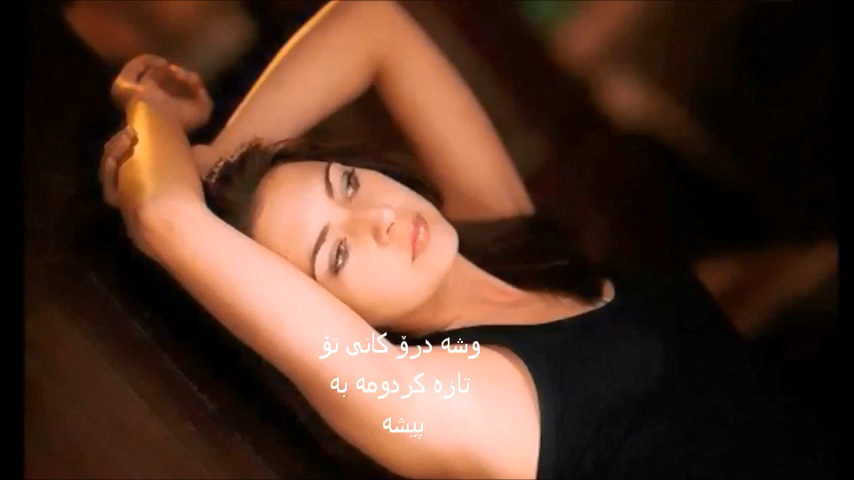 وشه درۆ کانی تۆ
تازه کردومه به
پیشه